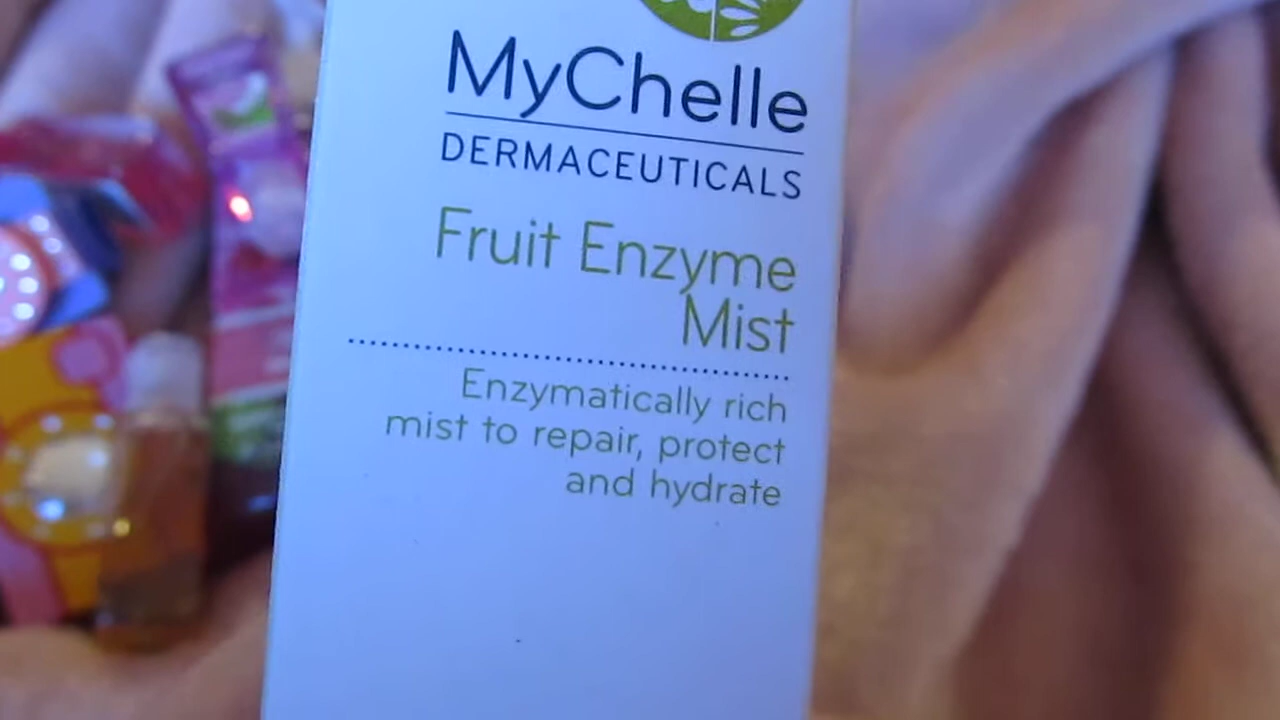 MyChelle
DERMACEUTICALS
Fruit Enzyme
Mist
Enzymatically rich
mist to repair, protect
and hydrate